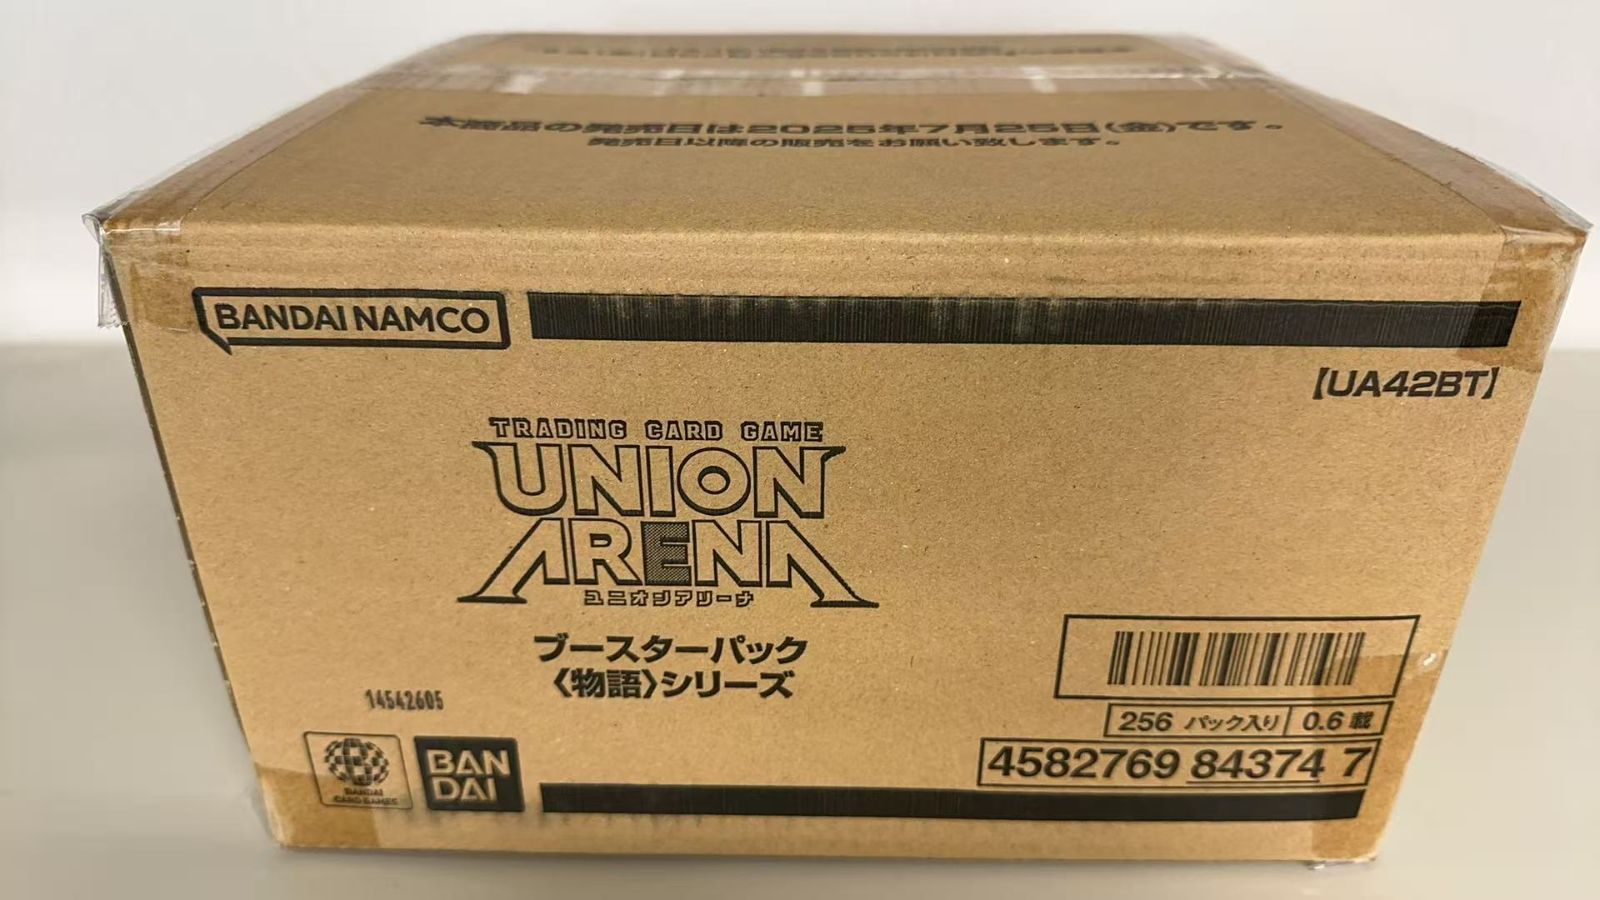 本商品の発売日は2025年7月25日(金)です。
発売日以降の販売をお願い致します。
BANDAI NAMCO
【UA42BT】
TRADING CARD GAME
UNION
ARENA
ユニオンアリーナ
ブースターパック
〈物語〉シリーズ
14542605
256 パック入り 0.6 才
4582769 84374 7
BANDAI
CARD GAMES
BAN
DAI